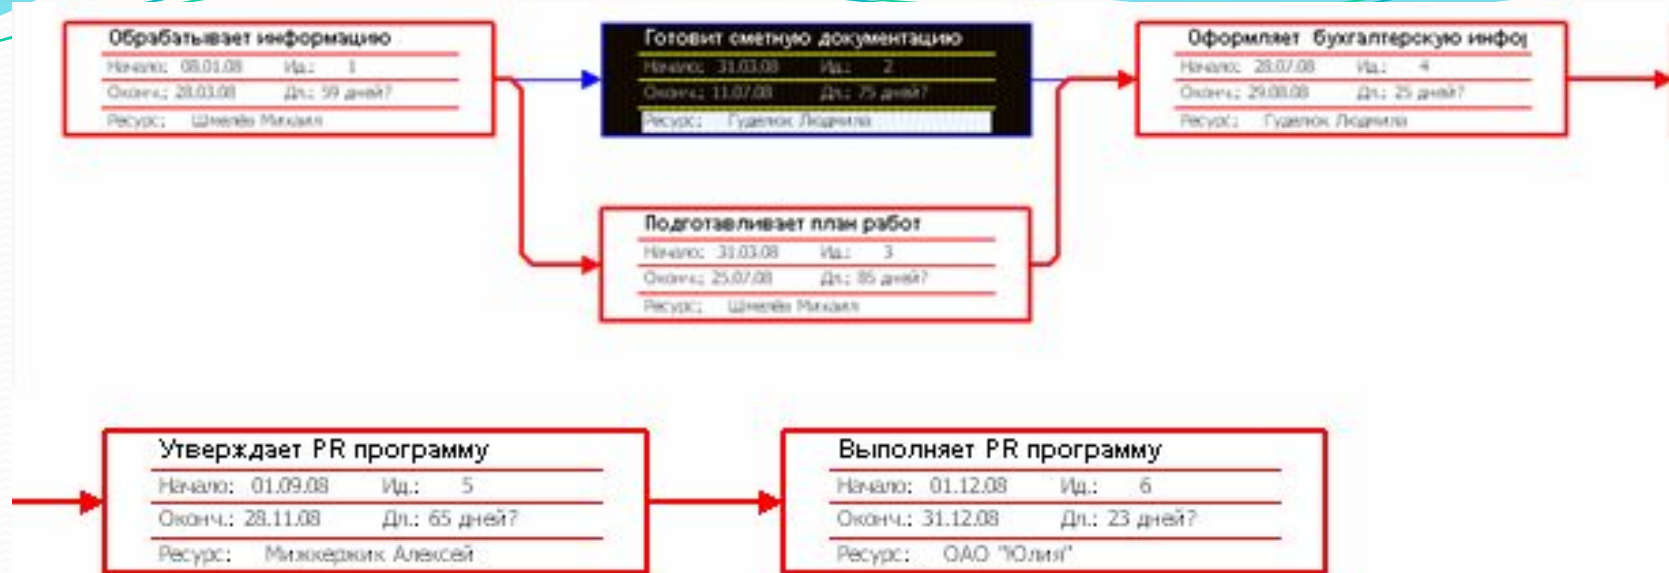 Обрабатывает информацию
Начало: 08.01.08 Ид.: 1
Оконч.: 28.03.08 Дл.: 59 дней?
Ресурс: Шмелёв Михаил
Готовит сметную документацию
Начало: 31.03.08 Ид.: 2
Оконч.: 11.07.08 Дл.: 75 дней?
Ресурс: Гуделюк Людмила
Подготавливает план работ
Начало: 31.03.08 Ид.: 3
Оконч.: 25.07.08 Дл.: 85 дней?
Ресурс: Шмелёв Михаил
Оформляет бухгалтерскую инфор
Начало: 28.07.08 Ид.: 4
Оконч.: 29.08.08 Дл.: 25 дней?
Ресурс: Гуделюк Людмила
Утверждает PR программу
Начало: 01.09.08 Ид.: 5
Оконч.: 28.11.08 Дл.: 65 дней?
Ресурс: Алексей
Выполняет PR программу
Начало: 01.12.08 Ид.: 6
Оконч.: 31.12.08 Дл.: 23 дней?
Ресурс: ОАО "Юлия"